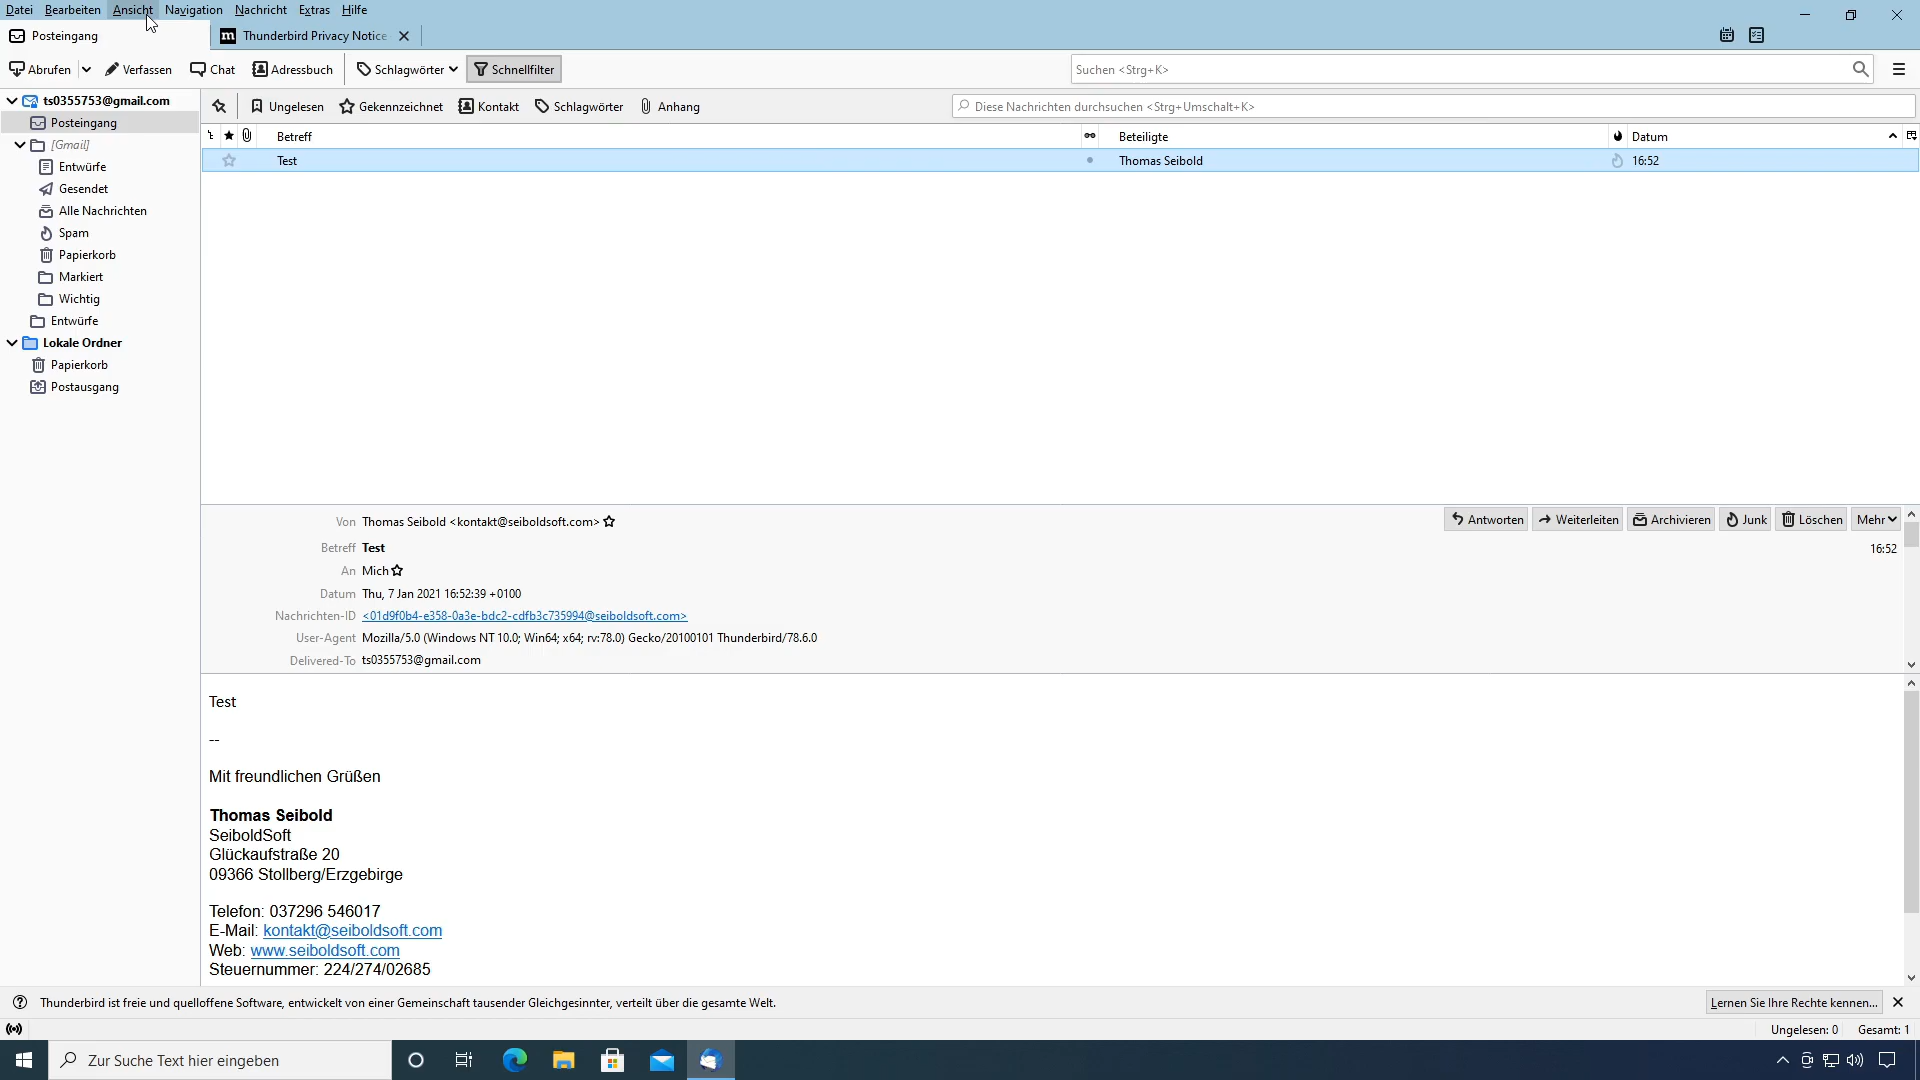 Datei Bearbeiten Ansicht Navigation Nachricht Extras Hilfe
Posteingang
m Thunderbird Privacy Notice
Abrufen Verfassen Chat Adressbuch Schlagwörter Schnellfilter
Suchen <Strg+K>
ts0355753@gmail.com
Posteingang
[Gmail]
Entwürfe
Gesendet
Alle Nachrichten
Spam
Papierkorb
Markiert
Wichtig
Entwürfe
Lokale Ordner
Papierkorb
Postausgang
Ungelesen Gekennzeichnet Kontakt Schlagwörter Anhang
Diese Nachrichten durchsuchen <Strg+Umschalt+K>
Betreff Beteiligte Datum
Test Thomas Seibold 16:52
Von Thomas Seibold <kontakt@seiboldsoft.com>
Antworten Weiterleiten Archivieren Junk Löschen Mehr
Betreff Test 16:52
An Mich
Datum Thu, 7 Jan 2021 16:52:39 +0100
Nachrichten-ID <01d9f0b4-e358-0a3e-bdc2-cdfb3c735994@seiboldsoft.com>
User-Agent Mozilla/5.0 (Windows NT 10.0; Win64; x64; rv:78.0) Gecko/20100101 Thunderbird/78.6.0
Delivered-To ts0355753@gmail.com
Test
--
Mit freundlichen Grüßen
Thomas Seibold
SeiboldSoft
Glückaufstraße 20
09366 Stollberg/Erzgebirge
Telefon: 037296 546017
E-Mail: kontakt@seiboldsoft.com
Web: www.seiboldsoft.com
Steuernummer: 224/274/02685
Thunderbird ist freie und quelloffene Software, entwickelt von einer Gemeinschaft tausender Gleichgesinnter, verteilt über die gesamte Welt.
Lernen Sie Ihre Rechte kennen...
Ungelesen: 0 Gesamt: 1
Zur Suche Text hier eingeben